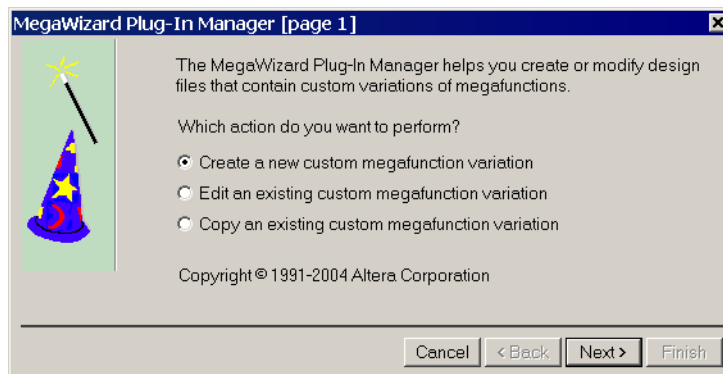 MegaWizard Plug-In Manager [page 1]
The MegaWizard Plug-In Manager helps you create or modify design
files that contain custom variations of megafunctions.
Which action do you want to perform?
Create a new custom megafunction variation
Edit an existing custom megafunction variation
Copy an existing custom megafunction variation
Copyright © 1991-2004 Altera Corporation
Cancel < Back Next > Finish